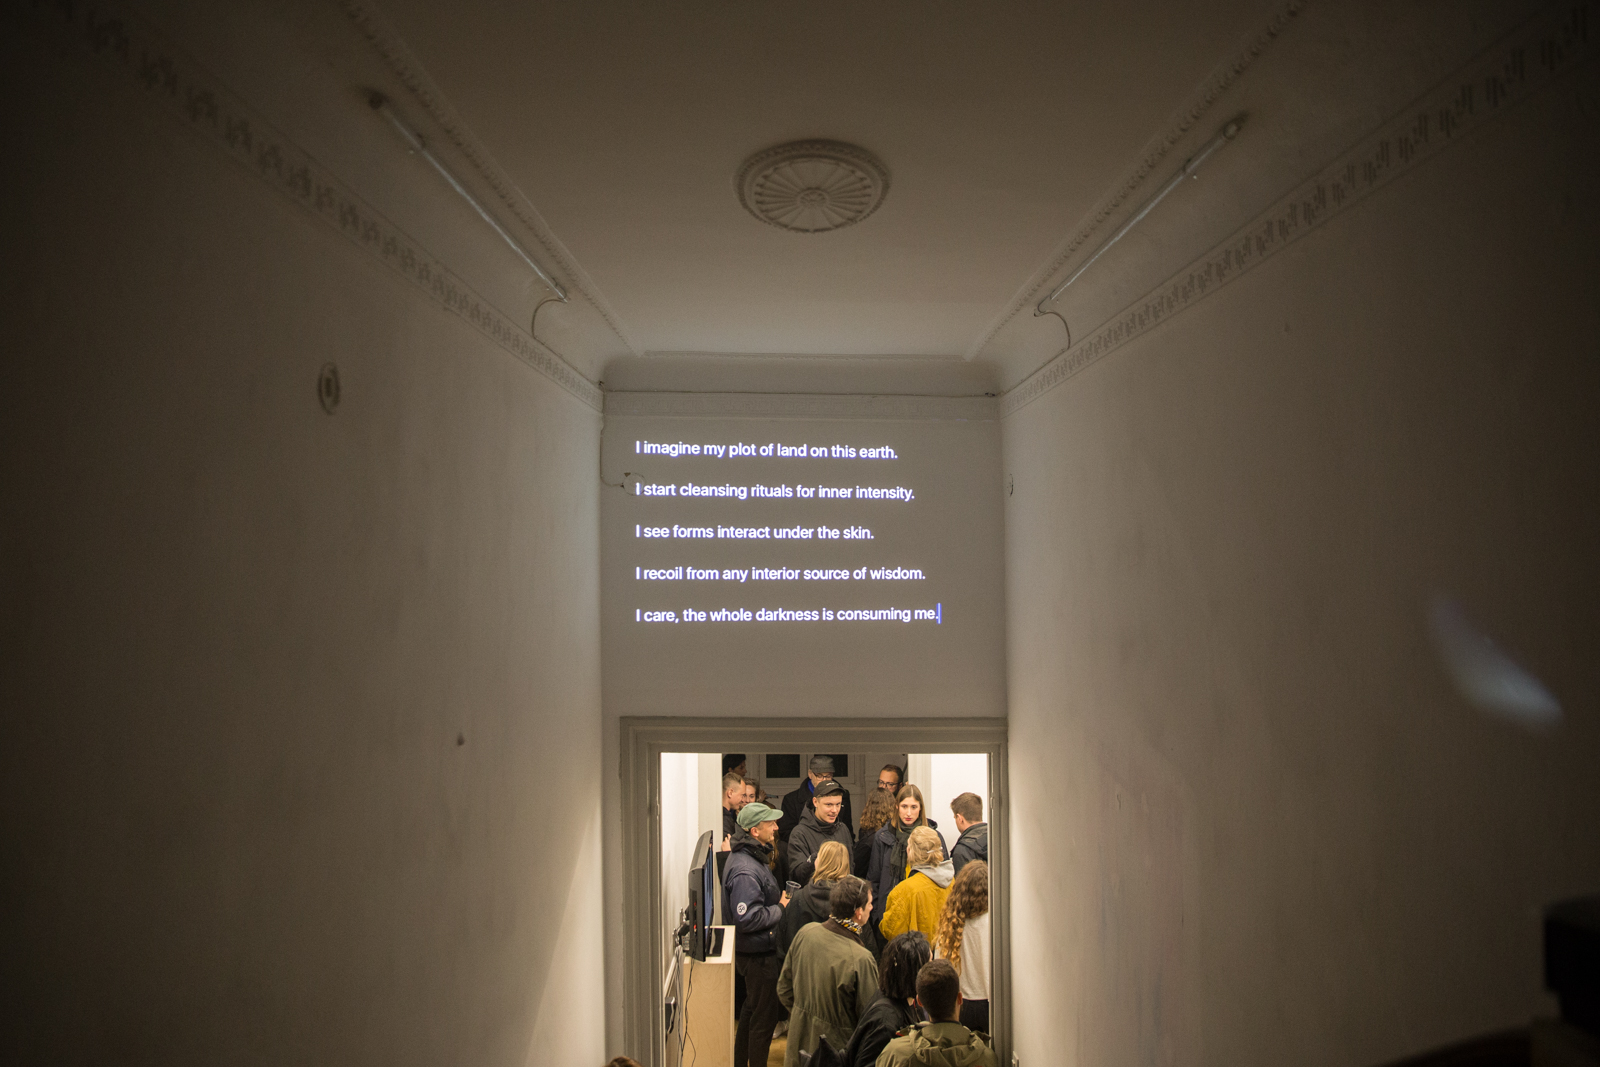 I imagine my plot of land on this earth.
I start cleansing rituals for inner intensity.
I see forms interact under the skin.
I recoil from any interior source of wisdom.
I care, the whole darkness is consuming me.